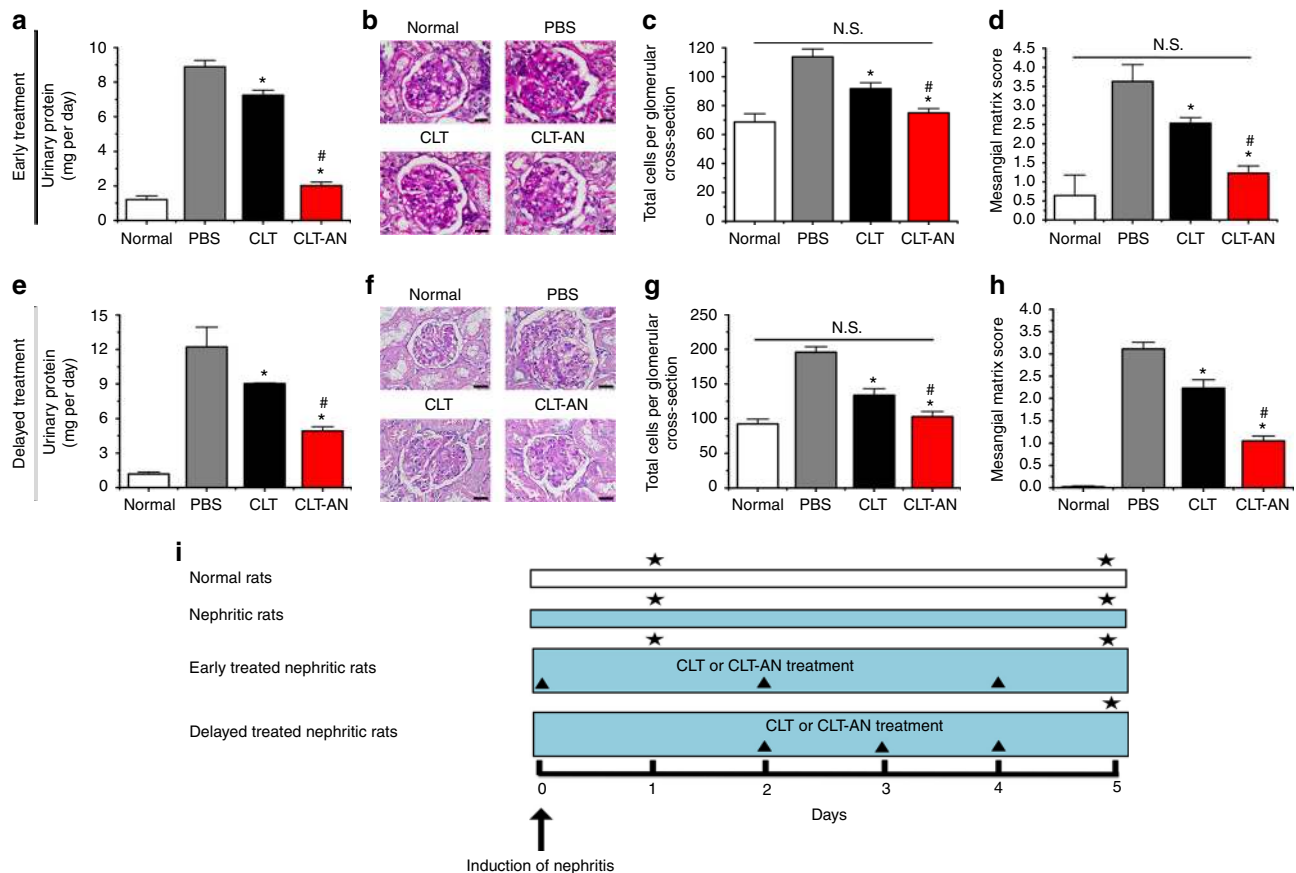 a
Early treatment
Urinary protein
(mg per day)
10
8
6
4
2
0
*
#
*
Normal PBS CLT CLT-AN
b
Normal PBS
CLT CLT-AN
c
Total cells per glomerular
cross-section
140
120
100
80
60
40
20
0
N.S.
*
#
*
Normal PBS CLT CLT-AN
d
Mesangial matrix score
4.5
4.0
3.5
3.0
2.5
2.0
1.5
1.0
0.5
0.0
N.S.
*
#
*
Normal PBS CLT CLT-AN
e
Delayed treatment
Urinary protein
(mg per day)
15
12
9
6
3
0
*
#
*
Normal PBS CLT CLT-AN
f
Normal PBS
CLT CLT-AN
g
Total cells per glomerular
cross-section
250
200
150
100
50
0
N.S.
*
#
*
Normal PBS CLT CLT-AN
h
Mesangial matrix score
4.0
3.5
3.0
2.5
2.0
1.5
1.0
0.5
0.0
*
#
*
Normal PBS CLT CLT-AN
i
Normal rats
Nephritic rats
Early treated nephritic rats
CLT or CLT-AN treatment
Delayed treated nephritic rats
CLT or CLT-AN treatment
0 1 2 3 4 5
Days
Induction of nephritis